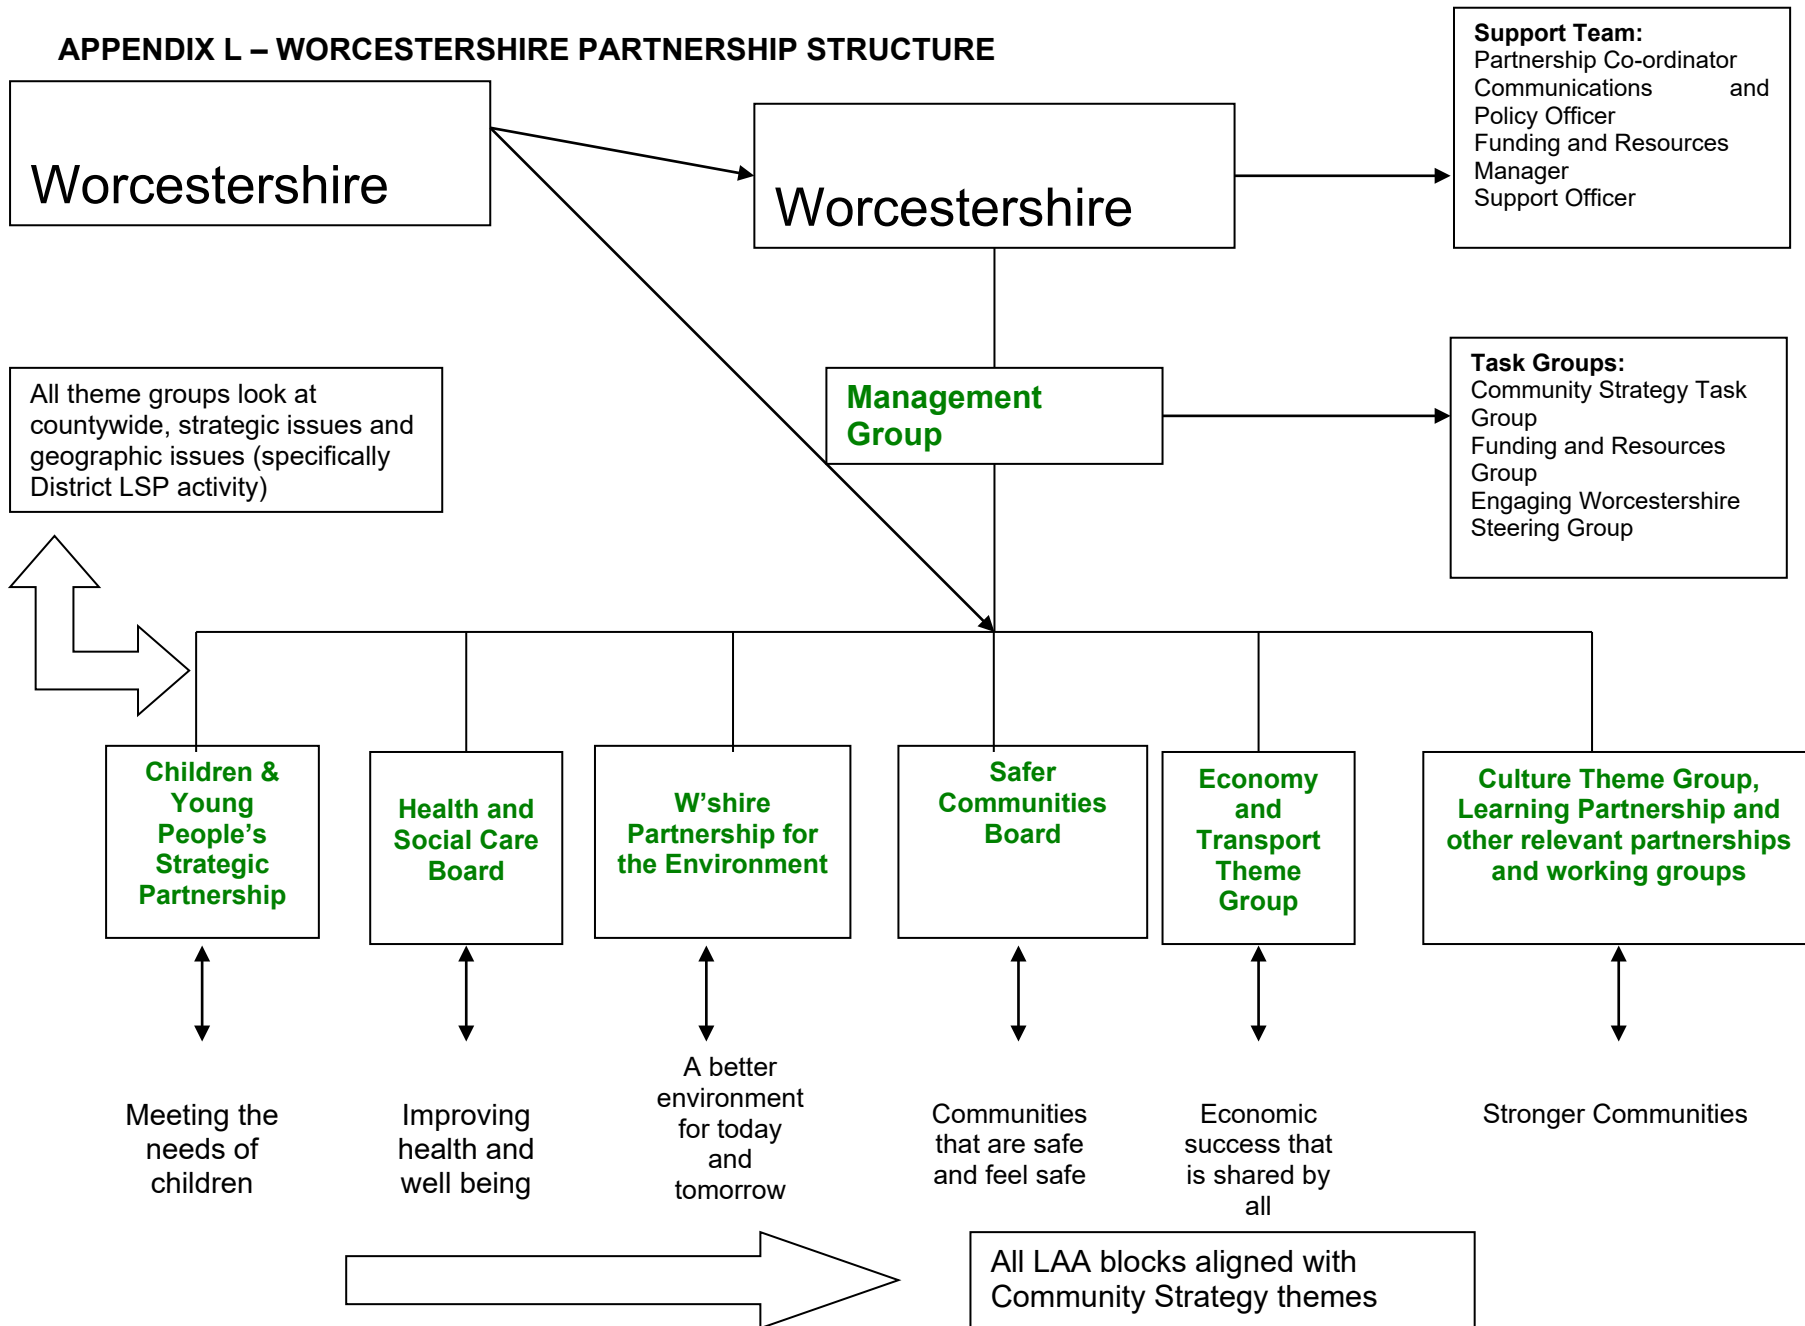 APPENDIX L – WORCESTERSHIRE PARTNERSHIP STRUCTURE
Worcestershire
Worcestershire
Support Team:
Partnership Co-ordinator
Communications and
Policy Officer
Funding and Resources
Manager
Support Officer
All theme groups look at
countywide, strategic issues and
geographic issues (specifically
District LSP activity)
Management
Group
Task Groups:
Community Strategy Task
Group
Funding and Resources
Group
Engaging Worcestershire
Steering Group
Children &
Young
People’s
Strategic
Partnership
Health and
Social Care
Board
W’shire
Partnership for
the Environment
Safer
Communities
Board
Economy
and
Transport
Theme
Group
Culture Theme Group,
Learning Partnership and
other relevant partnerships
and working groups
Meeting the
needs of
children
Improving
health and
well being
A better
environment
for today
and
tomorrow
Communities
that are safe
and feel safe
Economic
success that
is shared by
all
Stronger Communities
All LAA blocks aligned with
Community Strategy themes